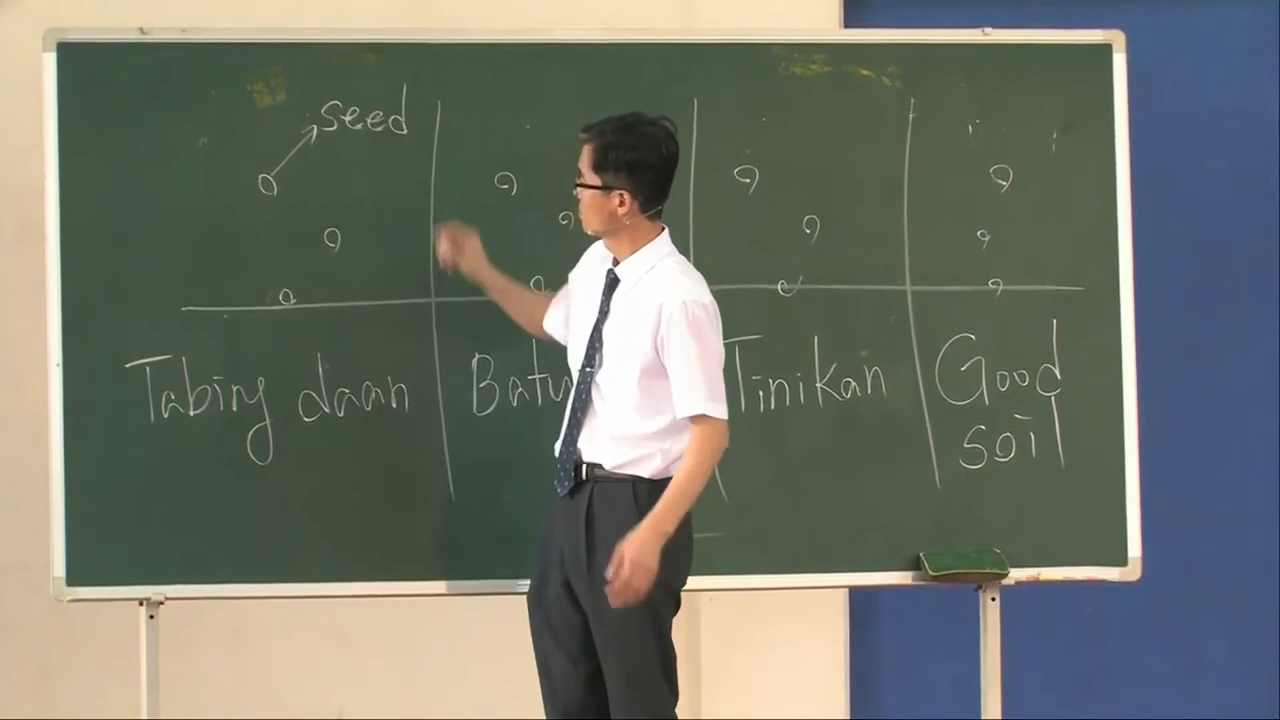 seed
Tabing daan
Batu
Tinikan
Good
soil